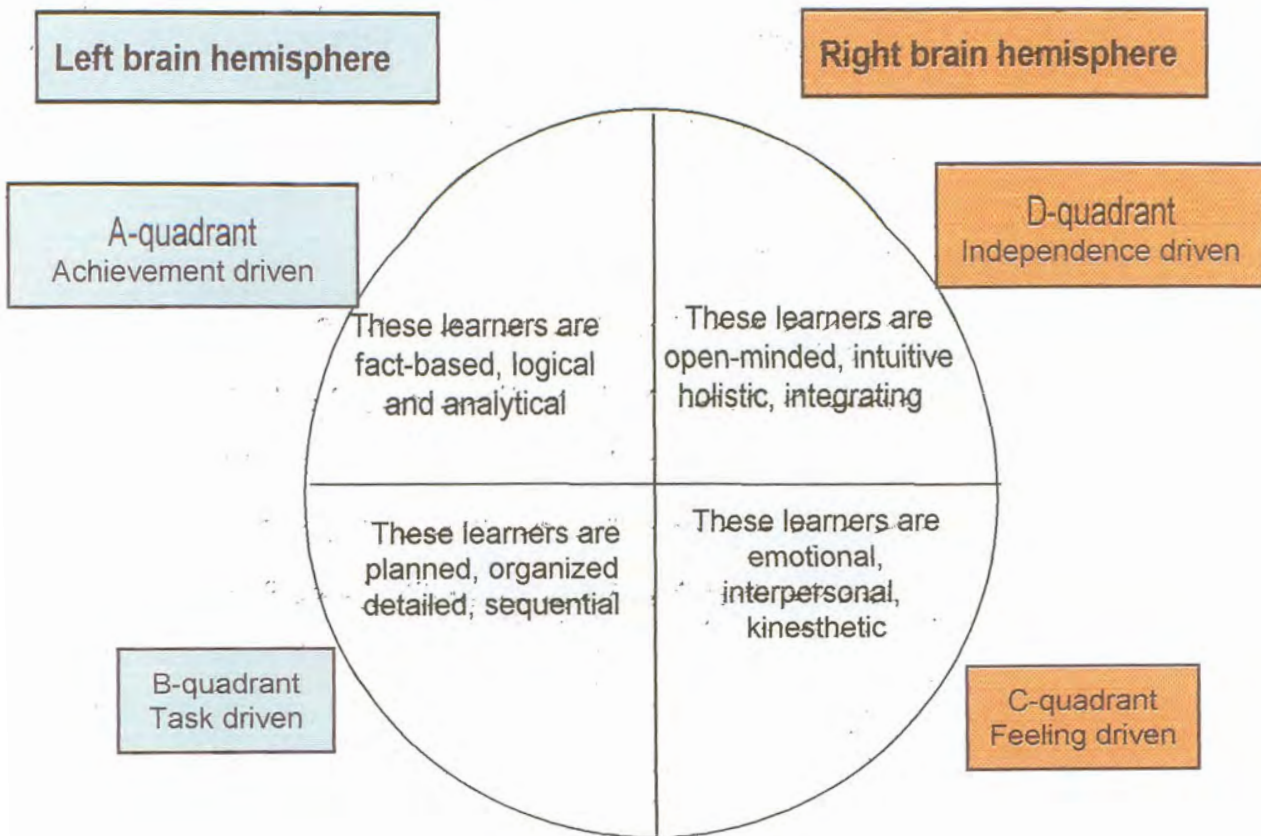 Left brain hemisphere
Right brain hemisphere
A-quadrant
Achievement driven
D-quadrant
Independence driven
These learners are
fact-based, logical
and analytical
These learners are
open-minded, intuitive
holistic, integrating
These learners are
planned, organized
detailed, sequential
These learners are
emotional,
interpersonal,
kinesthetic
B-quadrant
Task driven
C-quadrant
Feeling driven